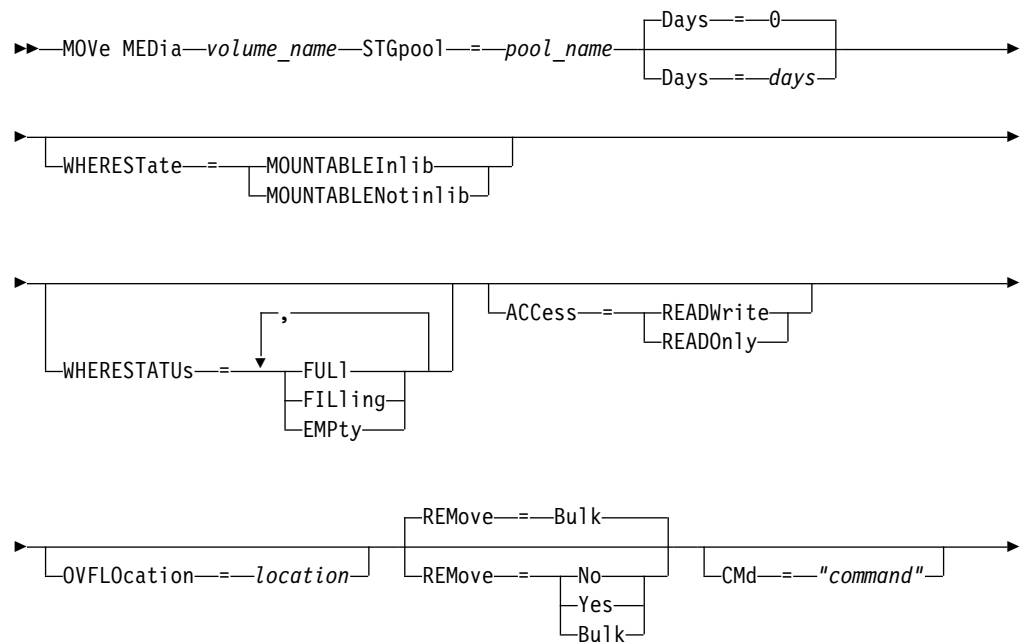 Days = 0
MOVe MEDia volume_name STGpool = pool_name
Days = days
WHERESTate = MOUNTABLEInlib
MOUNTABLENotinlib
,
WHERESTATUs = FULl
FILling
EMPty
ACCess = READWrite
READOnly
REMove = Bulk
OVFLOcation = location
REMove = No
Yes
Bulk
CMd = "command"